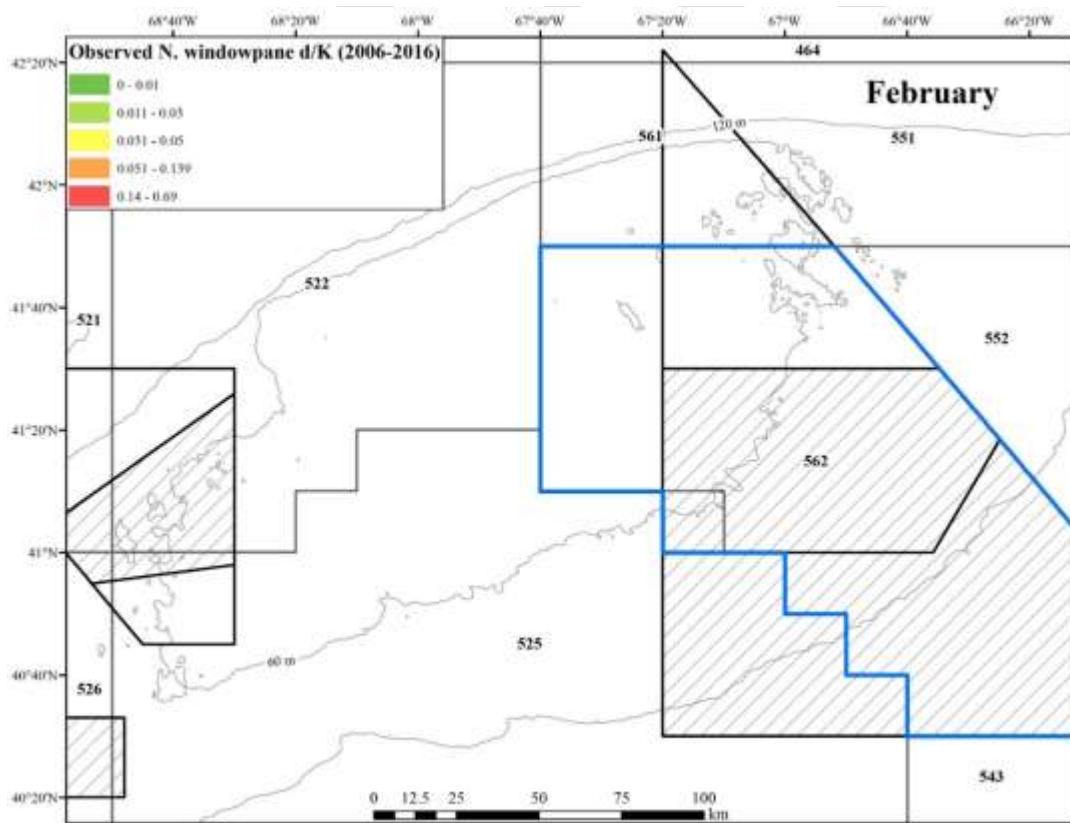 68°40'W 68°20'W 67°40'W 67°20'W 67°0'W 66°40'W 66°20'W
Observed N. windowpane d/K (2006-2016)
0 - 0.01
0.011 - 0.03
0.031 - 0.05
0.051 - 0.139
0.14 - 0.69
February
464
42°20'N
120 m
561
551
42°N
522
41°40'N
521
552
41°20'N
562
41°N
60 m
525
40°40'N
526
543
40°20'N
0 12.5 25 50 75 100
km